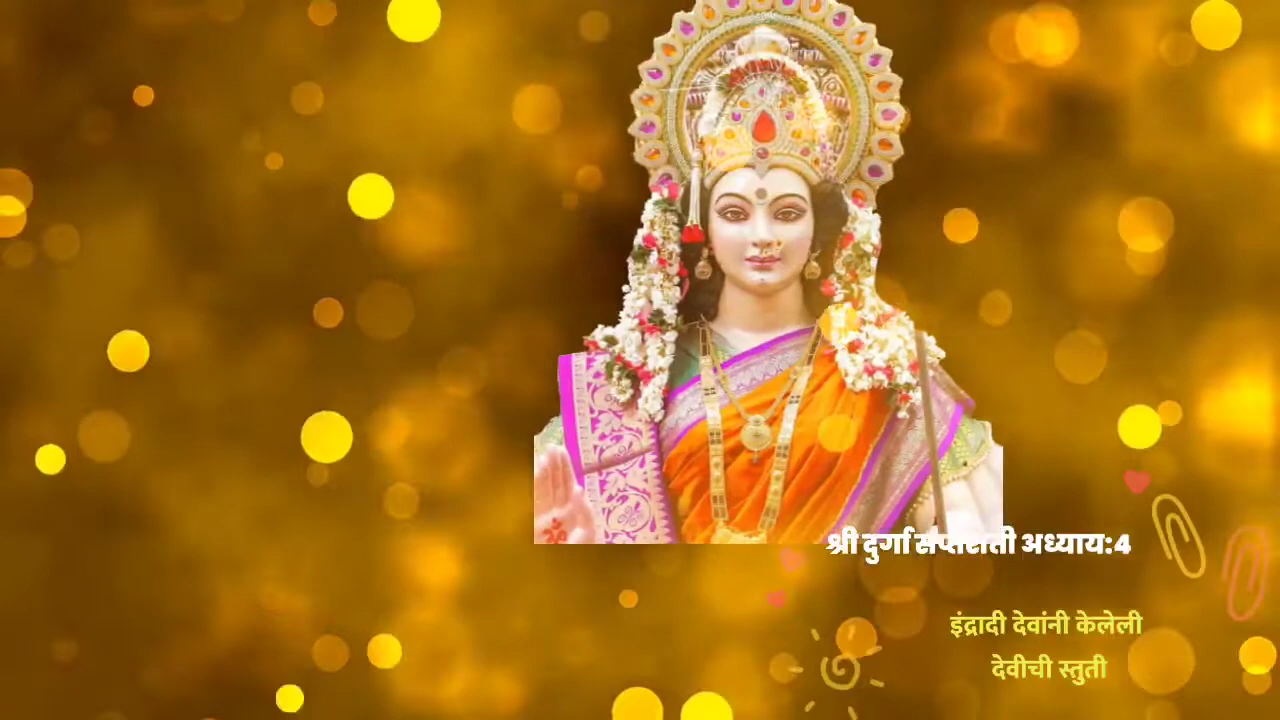 श्री दुर्गा सप्तशती अध्याय:4
इंद्रादी देवांनी केलेली
देवीची स्तुती